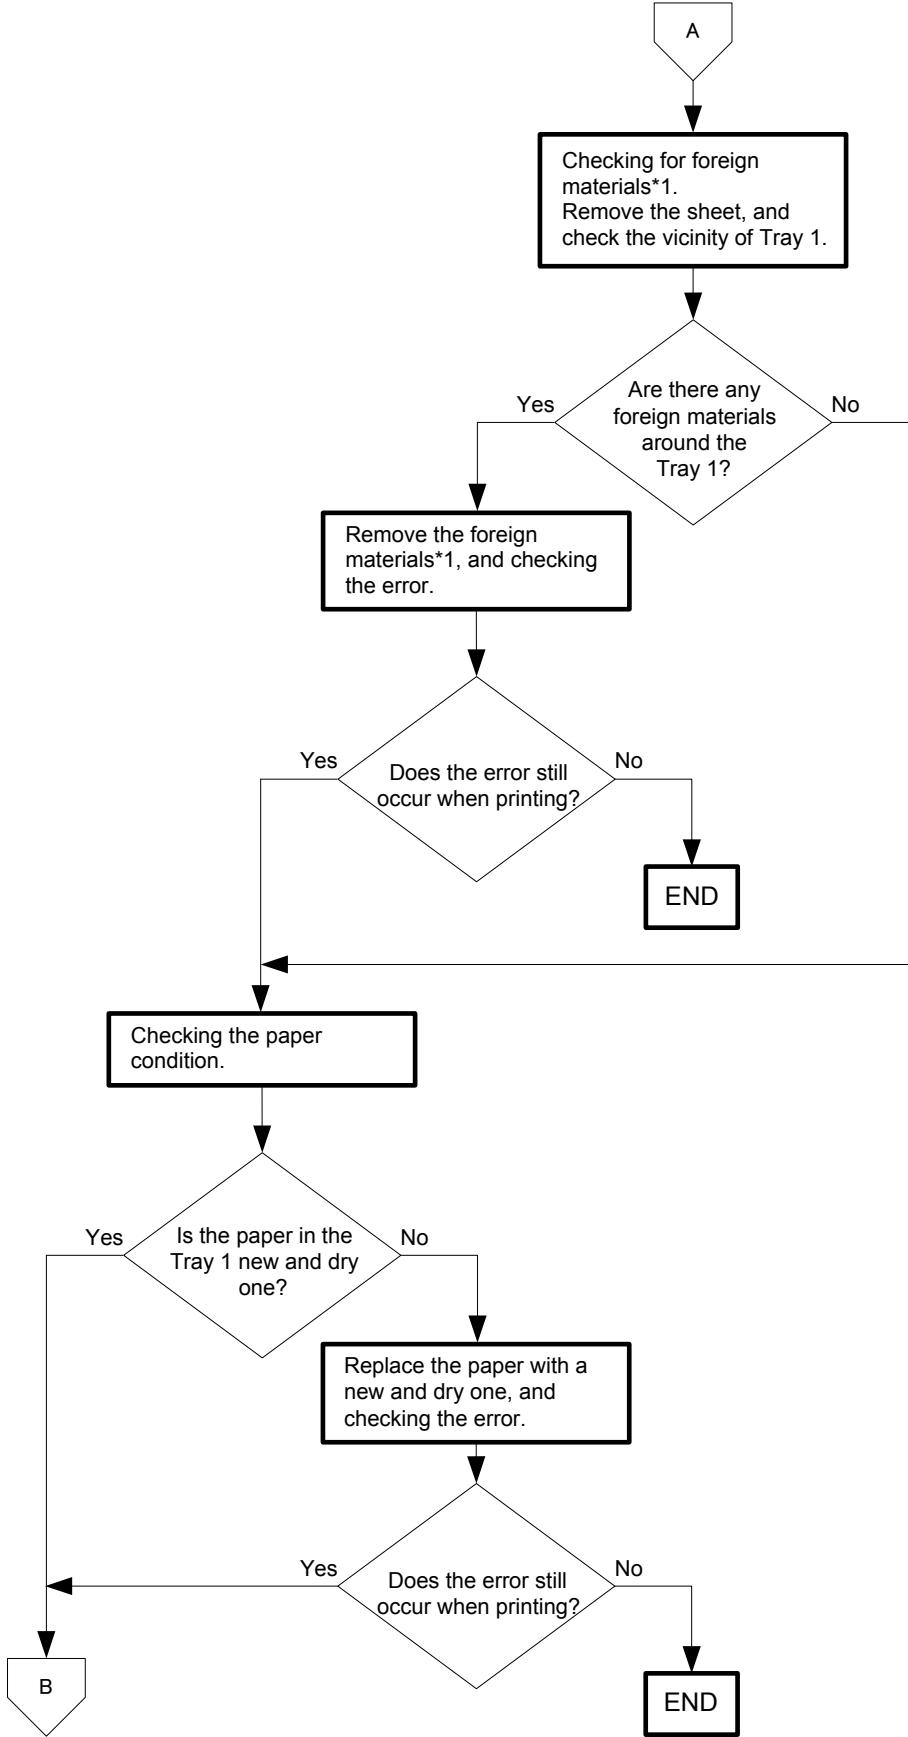 A
Checking for foreign
materials*1.
Remove the sheet, and
check the vicinity of Tray 1.
Are there any
foreign materials
around the
Tray 1?
Yes
No
Remove the foreign
materials*1, and checking
the error.
Does the error still
occur when printing?
Yes
No
END
Checking the paper
condition.
Is the paper in the
Tray 1 new and dry
one?
Yes
No
Replace the paper with a
new and dry one, and
checking the error.
Does the error still
occur when printing?
Yes
No
B
END